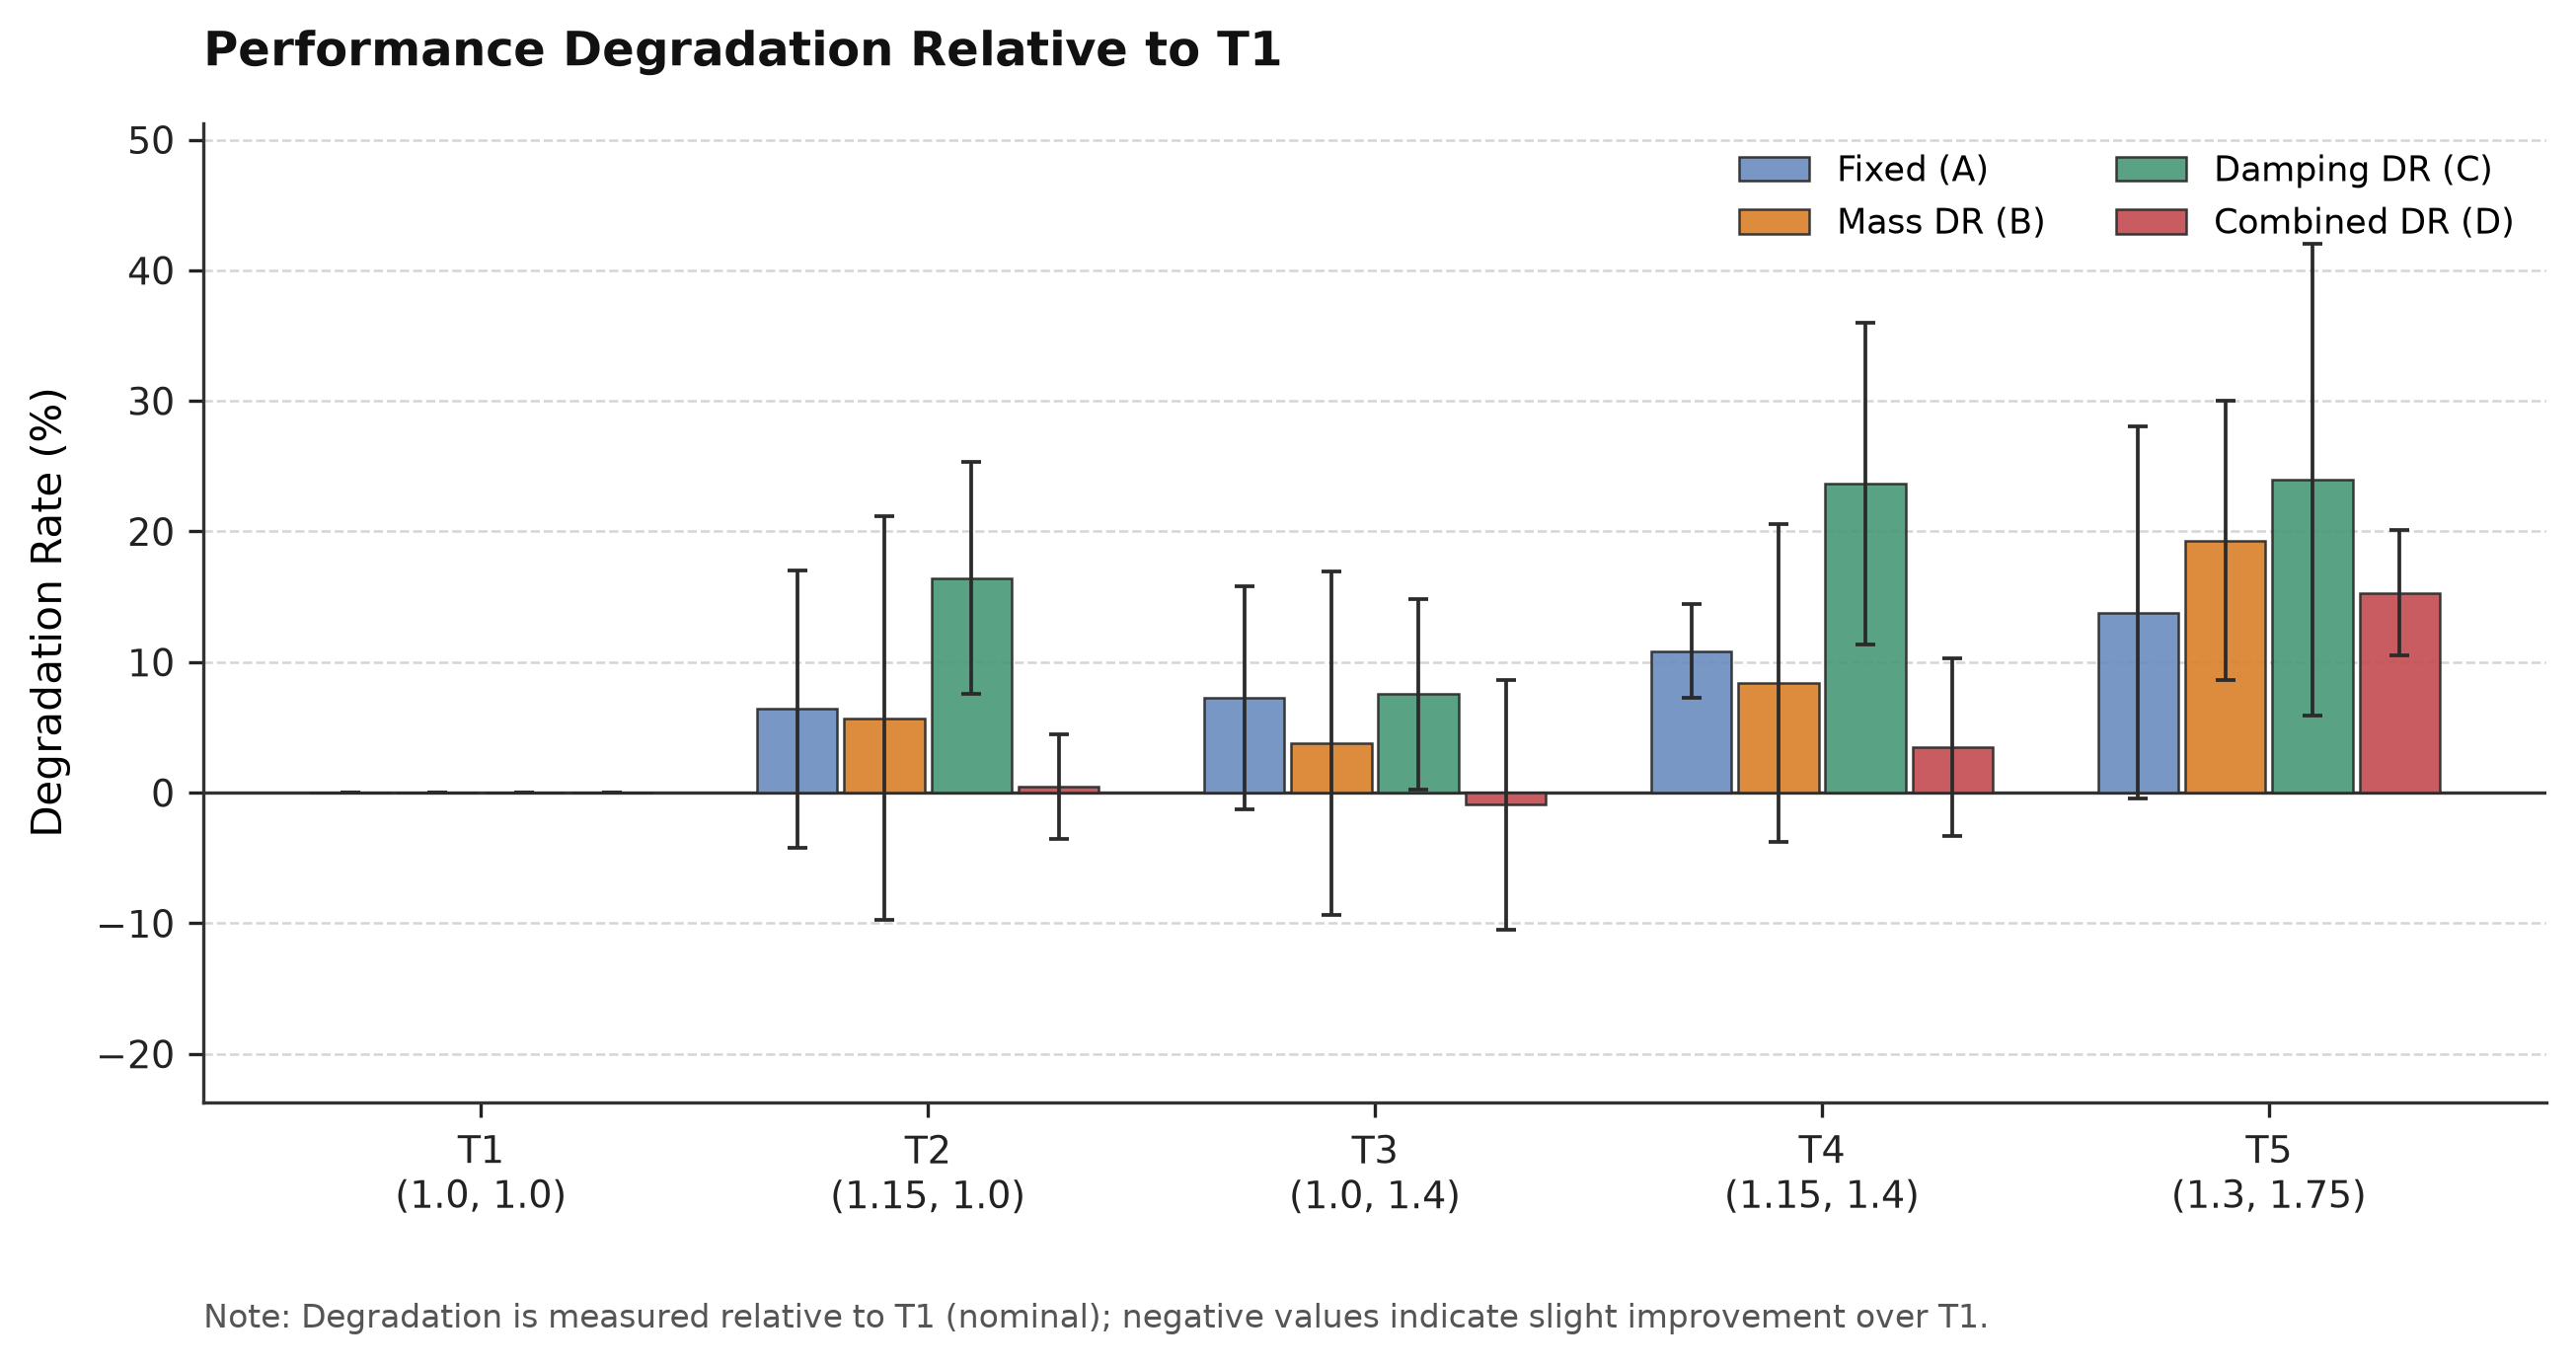 Performance Degradation Relative to T1
Fixed (A)
Mass DR (B)
Damping DR (C)
Combined DR (D)
Degradation Rate (%)
50
40
30
20
10
0
−10
−20
T1
(1.0, 1.0)
T2
(1.15, 1.0)
T3
(1.0, 1.4)
T4
(1.15, 1.4)
T5
(1.3, 1.75)
Note: Degradation is measured relative to T1 (nominal); negative values indicate slight improvement over T1.